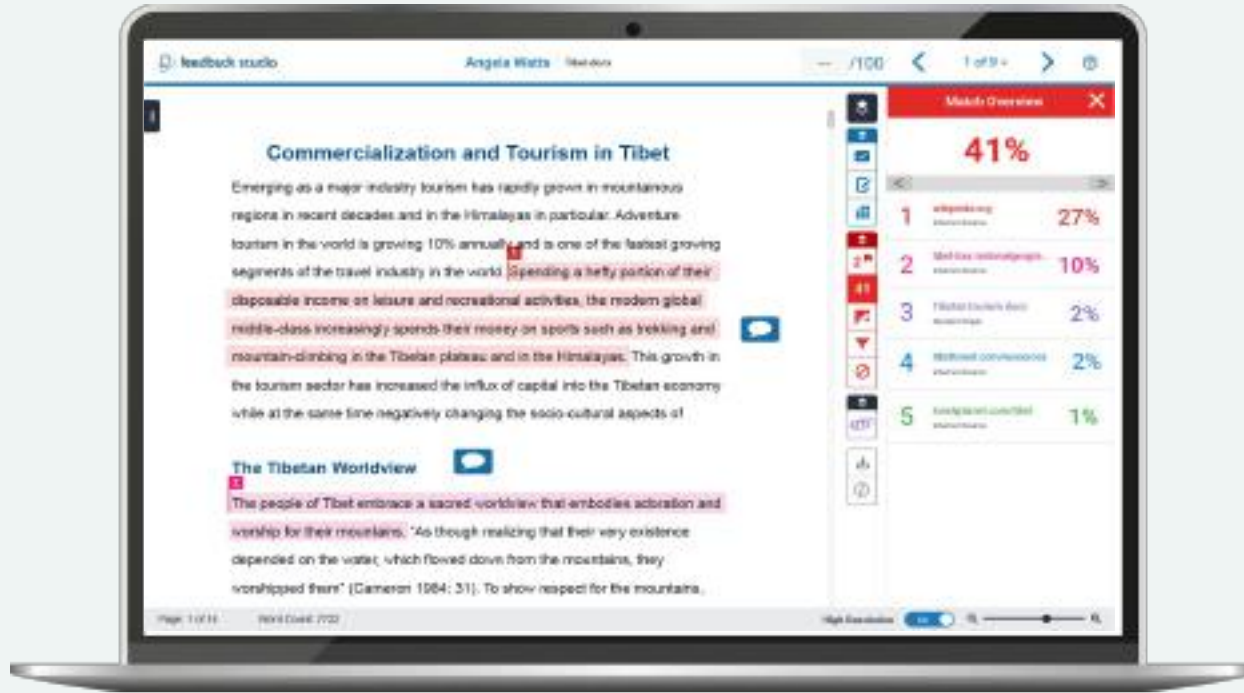 feedback studio
Angela Watts
-- /100
1 of 9
Match Overview
Commercialization and Tourism in Tibet
41%
Emerging as a major industry tourism has rapidly grown in mountainous
regions in recent decades and in the Himalayas in particular. Adventure
tourism in the world is growing 10% annually and is one of the fastest growing
segments of the travel industry in the world. Spending a hefty portion of their
disposable income on leisure and recreational activities, the modern global
middle-class increasingly spends their money on sports such as trekking and
mountain-climbing in the Tibetan plateau and in the Himalayas. This growth in
the tourism sector has increased the influx of capital into the Tibetan economy
while at the same time negatively changing the socio-cultural aspects of
The Tibetan Worldview
The people of Tibet embrace a sacred worldview that embodies adoration and
worship for their mountains. "As though realizing that their very existence
depended on the water, which flowed down from the mountains, they
worshipped them" (Cameron 1984: 31). To show respect for the mountains,
2
41
1 wikipedia.org 27%
2 10%
3 2%
4 2%
5 1%
Page: 1 of
Word Count: 7702
High Resolution